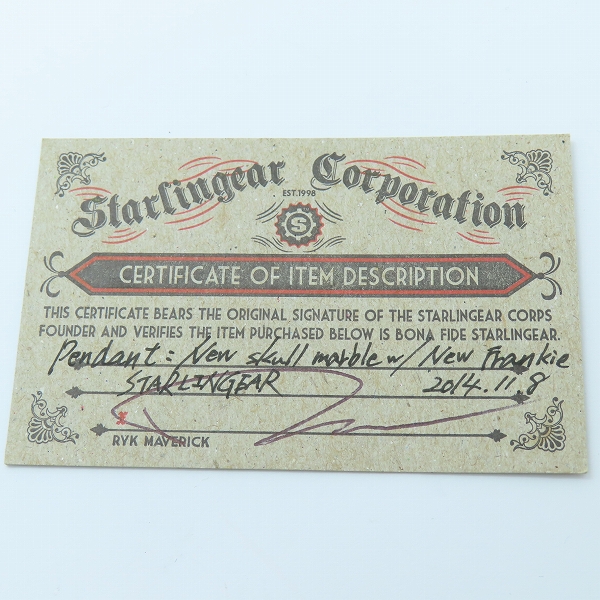 Starlingear Corporation
EST.1998
S
CERTIFICATE OF ITEM DESCRIPTION
THIS CERTIFICATE BEARS THE ORIGINAL SIGNATURE OF THE STARLINGEAR CORPS
FOUNDER AND VERIFIES THE ITEM PURCHASED BELOW IS BONA FIDE STARLINGEAR.
Pendant: New skull marble w/ New Frankie
STARLINGEAR 2014.11.8
x
RYK MAVERICK